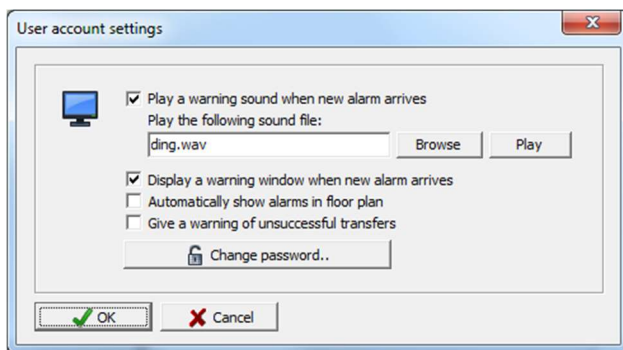 User account settings
Play a warning sound when new alarm arrives
Play the following sound file:
ding.wav Browse Play
Display a warning window when new alarm arrives
Automatically show alarms in floor plan
Give a warning of unsuccessful transfers
Change password..
OK Cancel